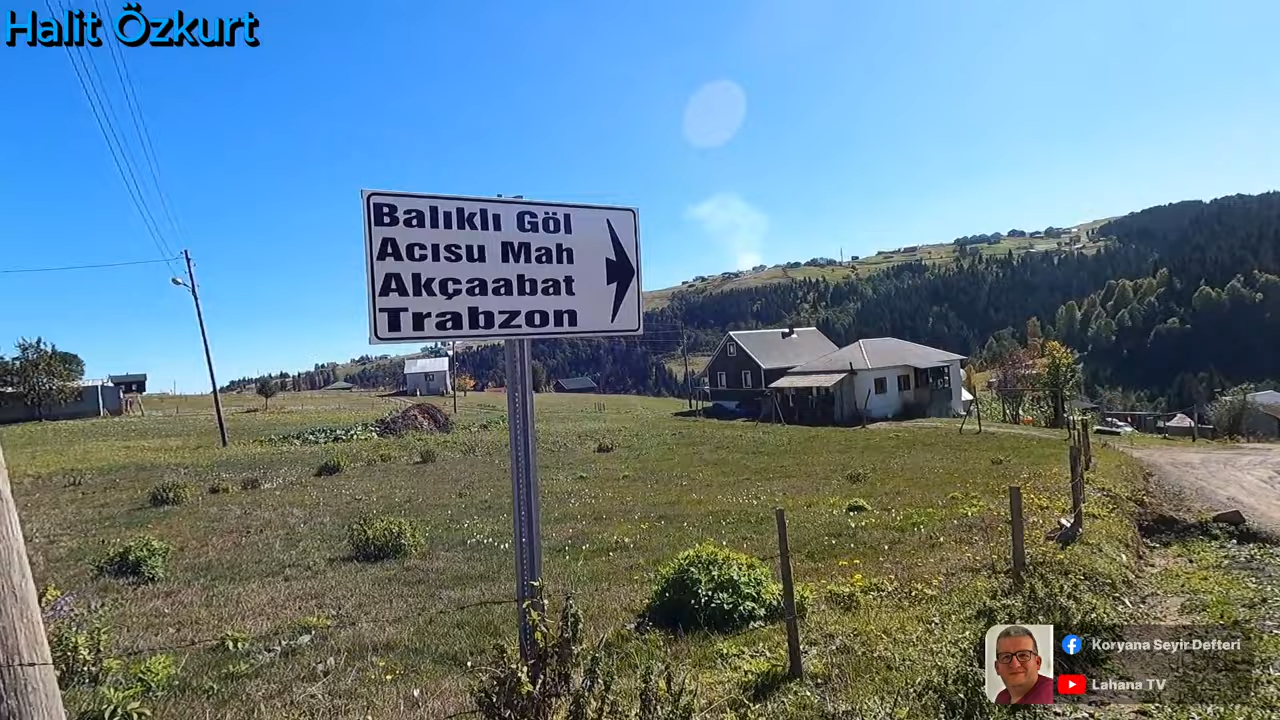 Halit Özkurt
Balıklı Göl
Acısu Mah
Akçaabat
Trabzon
Koryana Seyir Defteri
Lahana TV